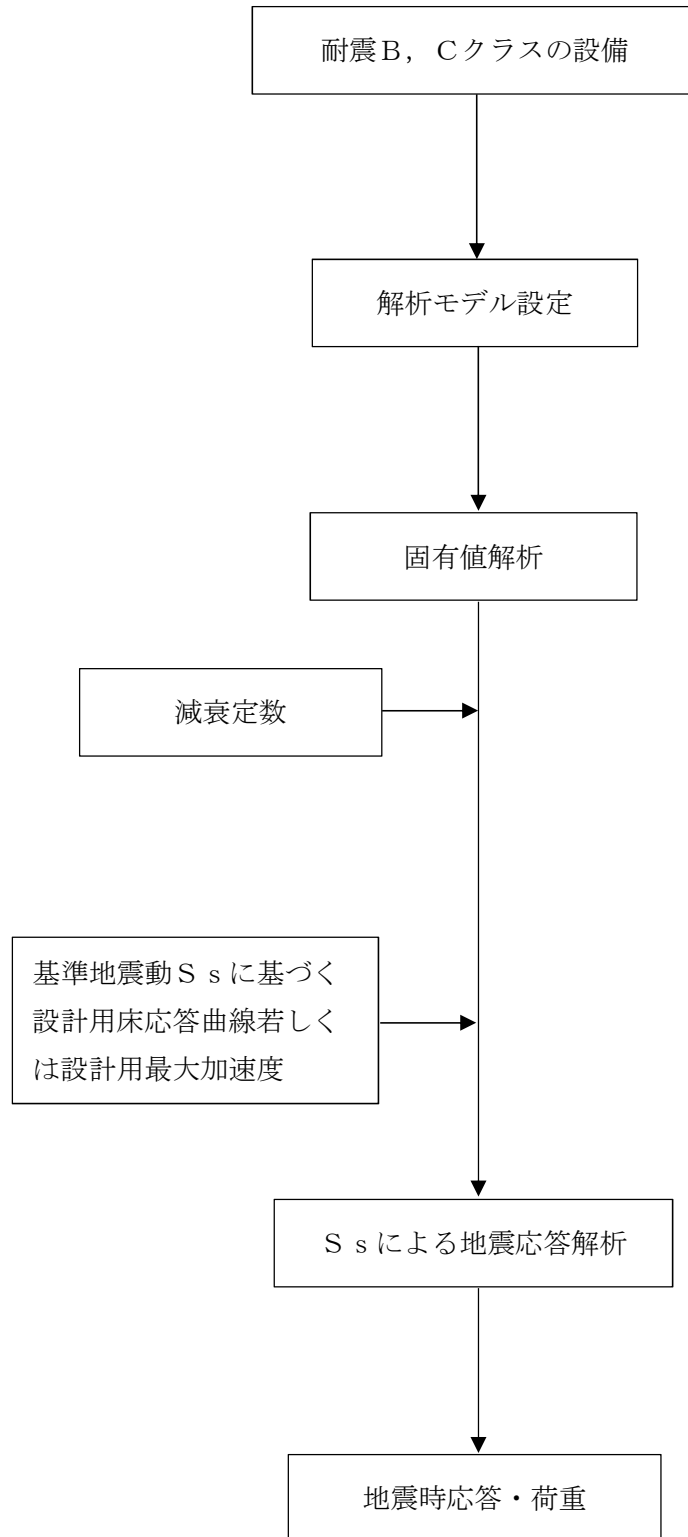 耐震Ｂ，Ｃクラスの設備
解析モデル設定
固有値解析
減衰定数
基準地震動Ｓｓに基づく
設計用床応答曲線若しく
は設計用最大加速度
Ｓｓによる地震応答解析
地震時応答・荷重